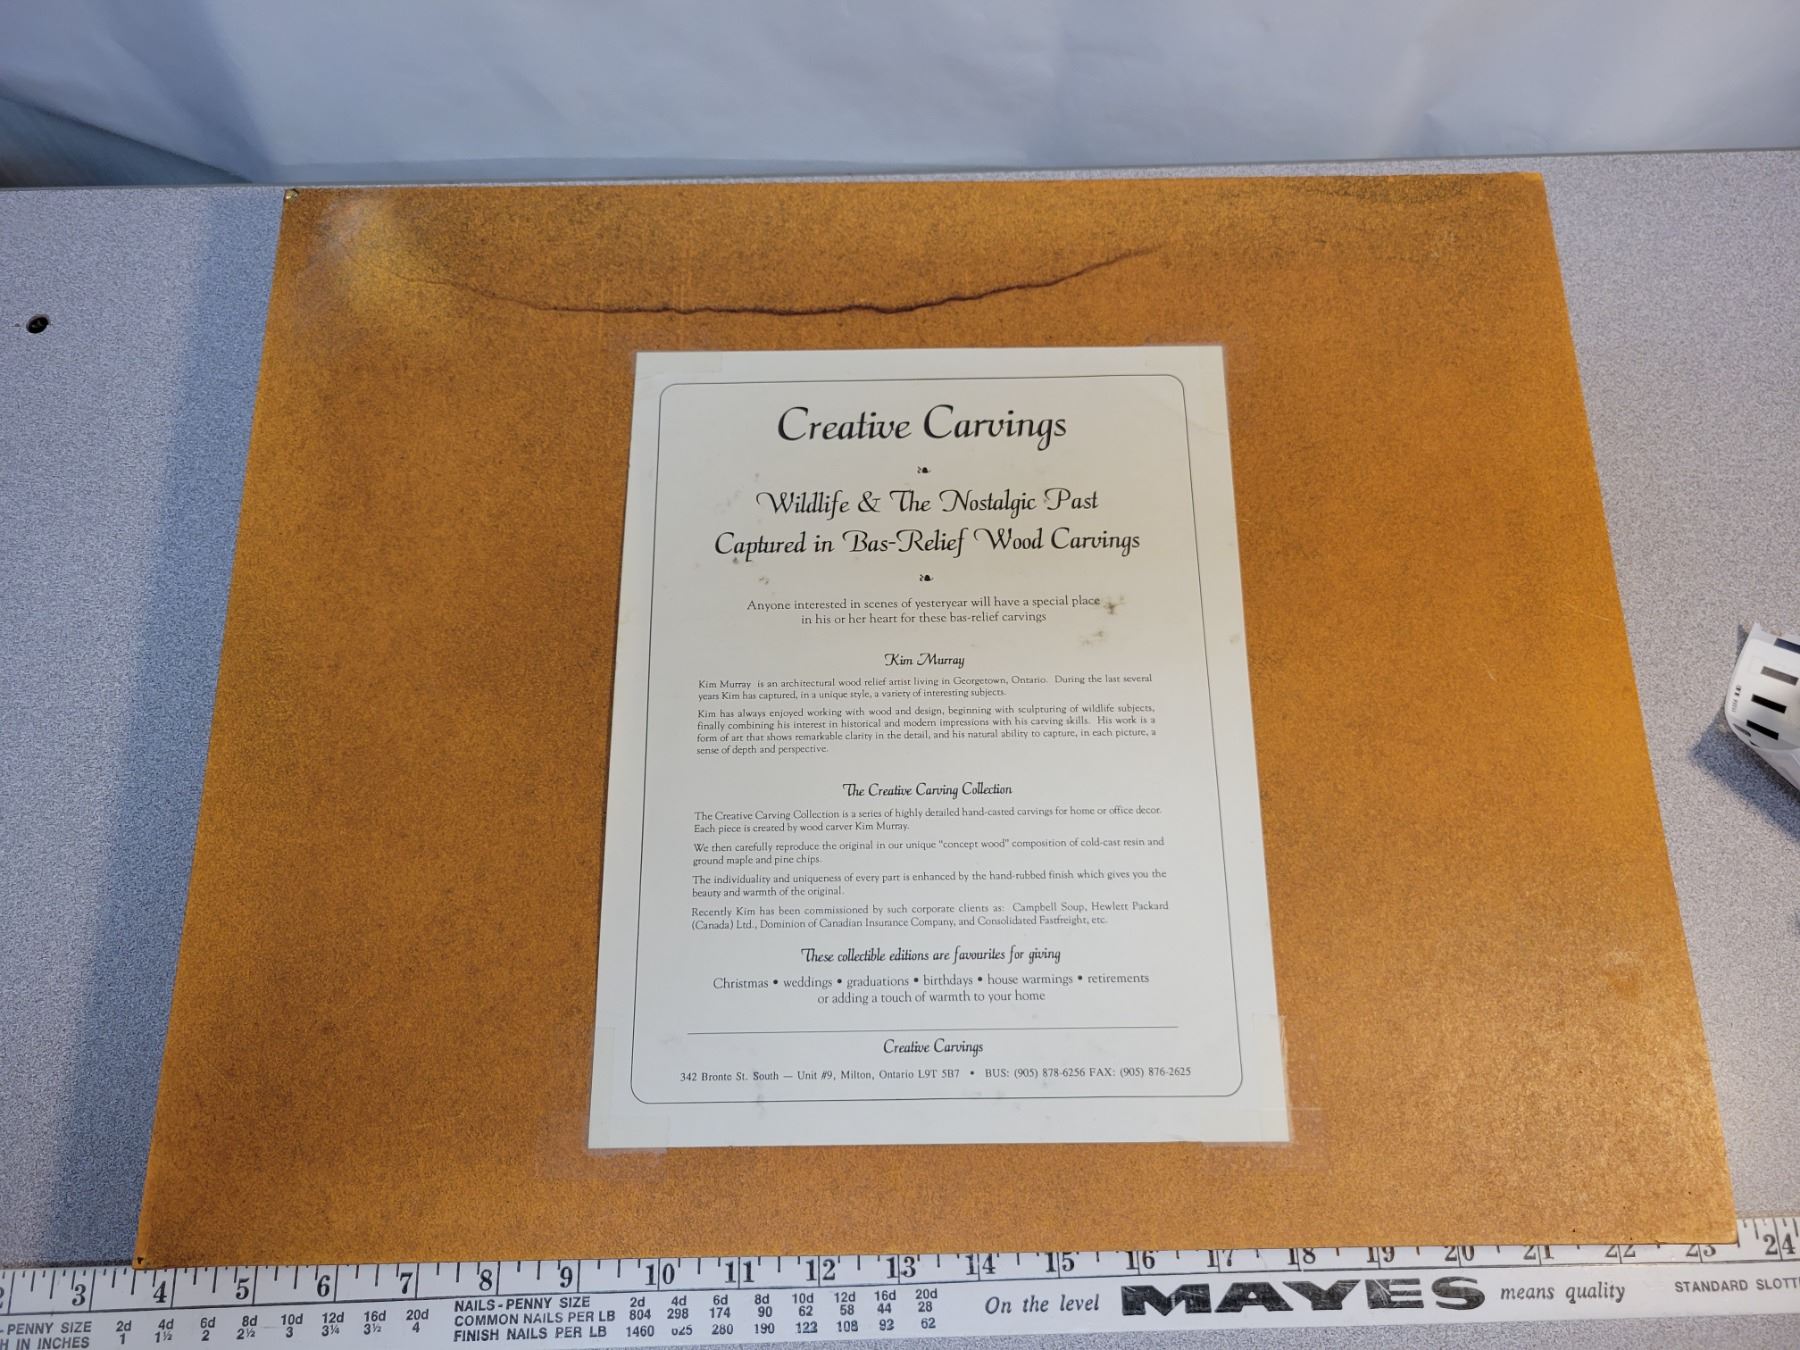 Creative Carvings
Wildlife & The Nostalgic Past
Captured in Bas-Relief Wood Carvings
Anyone interested in scenes of yesteryear will have a special place
in his or her heart for these bas-relief carvings
Kim Murray
Kim Murray is an architectural wood relief artist living in Georgetown, Ontario. During the last several
years Kim has captured, in a unique style, a variety of interesting subjects.
Kim has always enjoyed working with wood and design, beginning with sculpturing of wildlife subjects,
finally combining his interest in historical and modern impressions with his carving skills. His work is a
form of art that shows remarkable clarity in the detail, and his natural ability to capture, in each picture, a
sense of depth and perspective.
The Creative Carving Collection
The Creative Carving Collection is a series of highly detailed hand-casted carvings for home or office decor.
Each piece is created by wood carver Kim Murray.
We then carefully reproduce the original in our unique "concept wood" composition of cold-cast resin and
ground maple and pine chips.
The individuality and uniqueness of every part is enhanced by the hand-rubbed finish which gives you the
beauty and warmth of the original.
Recently Kim has been commissioned by such corporate clients as: Campbell Soup, Hewlett Packard
(Canada) Ltd., Dominion of Canadian Insurance Company, and Consolidated Fastfreight, etc.
These collectible editions are favourites for giving
Christmas • weddings • graduations • birthdays • house warmings • retirements
or adding a touch of warmth to your home
Creative Carvings
342 Bronte St. South — Unit #9, Milton, Ontario L9T 5B7 • BUS: (905) 878-6256 FAX: (905) 876-2625
3 4 5 6 7 8 9 10 11 12 13 14 15 16 17 18 19 20 21 22 23 24
-PENNY SIZE 2d 4d 6d 8d 10d 12d 16d 20d
H IN INCHES 1 1½ 2 2½ 3 3¼ 3½ 4
NAILS-PENNY SIZE 2d 4d 6d 8d 10d 12d 16d 20d
COMMON NAILS PER LB 804 298 174 90 62 58 44 28
FINISH NAILS PER LB 1460 625 280 190 123 108 93 62
On the level MAYES means quality
STANDARD SLOTT